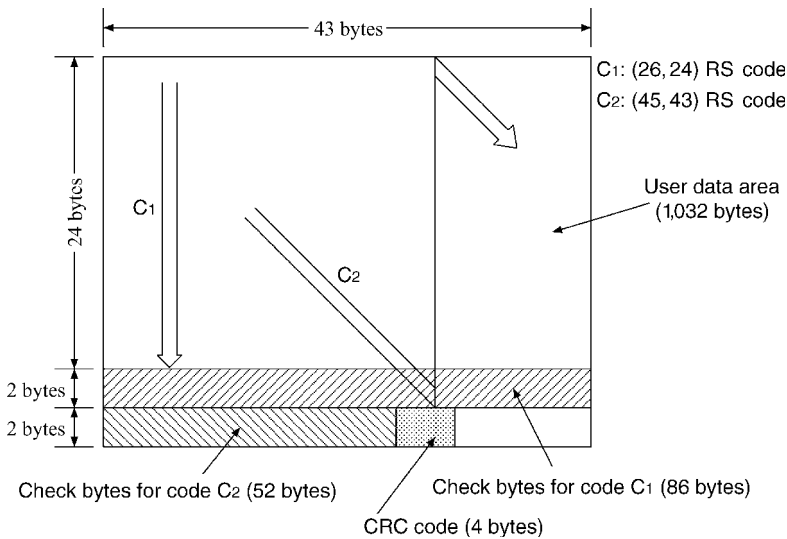 43 bytes
C1: (26, 24) RS code
C2: (45, 43) RS code
User data area
(1,032 bytes)
24 bytes
C1
C2
2 bytes
2 bytes
Check bytes for code C2 (52 bytes)
Check bytes for code C1 (86 bytes)
CRC code (4 bytes)